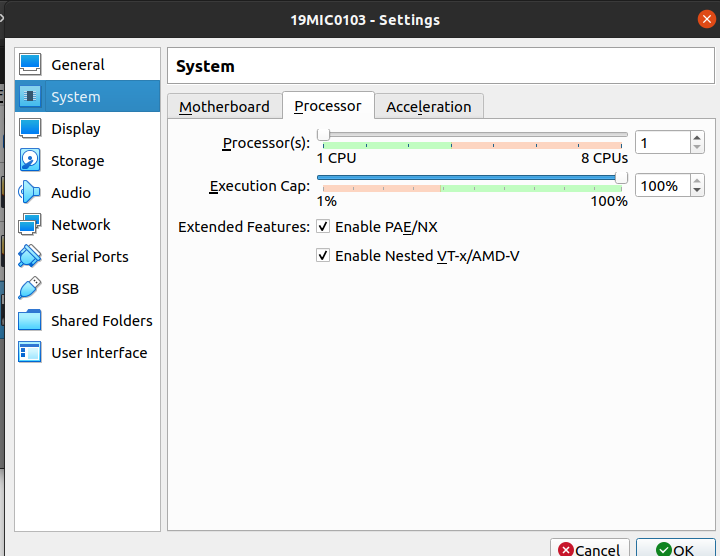 19MIC0103 - Settings
General
System
Display
Storage
Audio
Network
Serial Ports
USB
Shared Folders
User Interface
System
Motherboard Processor Acceleration
Processor(s): 1
1 CPU 8 CPUs
Execution Cap: 100%
1% 100%
Extended Features: Enable PAE/NX
Enable Nested VT-x/AMD-V
Cancel OK